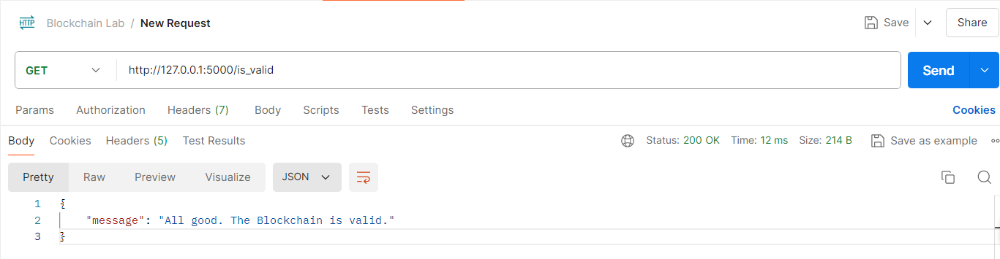 HTTP Blockchain Lab / New Request Save Share
GET http://127.0.0.1:5000/is_valid Send
Params Authorization Headers (7) Body Scripts Tests Settings Cookies
Body Cookies Headers (5) Test Results Status: 200 OK Time: 12 ms Size: 214 B Save as example
Pretty Raw Preview Visualize JSON
1 {
2 "message": "All good. The Blockchain is valid."
3 }